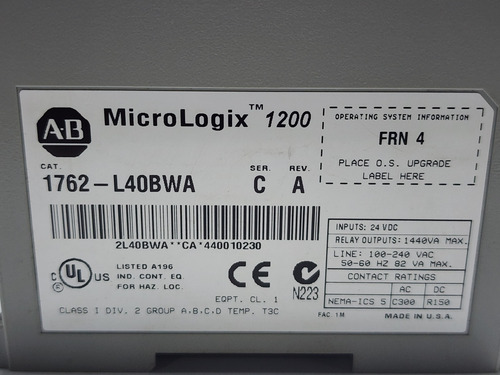 AB
MicroLogix™ 1200
OPERATING SYSTEM INFORMATION
FRN 4
PLACE O.S. UPGRADE
LABEL HERE
CAT. SER. REV.
1762-L40BWA C A
2L40BWA**CA*440010230
INPUTS: 24 VDC
RELAY OUTPUTS: 1440VA MAX.
LINE: 100-240 VAC
50-60 HZ 82 VA MAX.
CONTACT RATINGS
AC DC
NEMA-ICS 5 C300 R150
C UL US
LISTED A196
IND. CONT. EQ.
FOR HAZ. LOC.
CE
N223
EQPT. CL. 1
CLASS I DIV. 2 GROUP A,B,C,D TEMP. T3C
FAC. 1M MADE IN U.S.A.